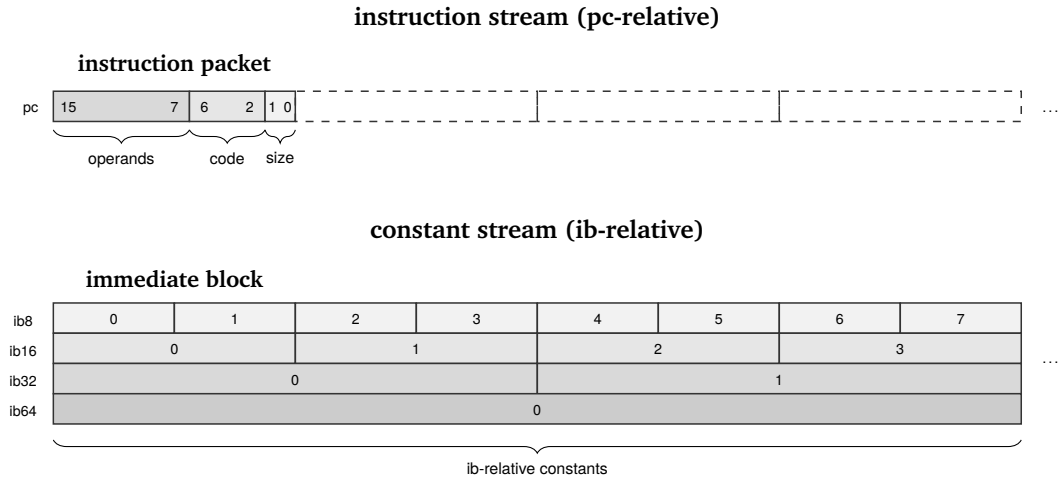 instruction stream (pc-relative)
instruction packet
pc 15 7 6 2 1 0 ...
operands code size
constant stream (ib-relative)
immediate block
ib8 0 1 2 3 4 5 6 7
ib16 0 1 2 3
...
ib32 0 1
ib64 0
ib-relative constants